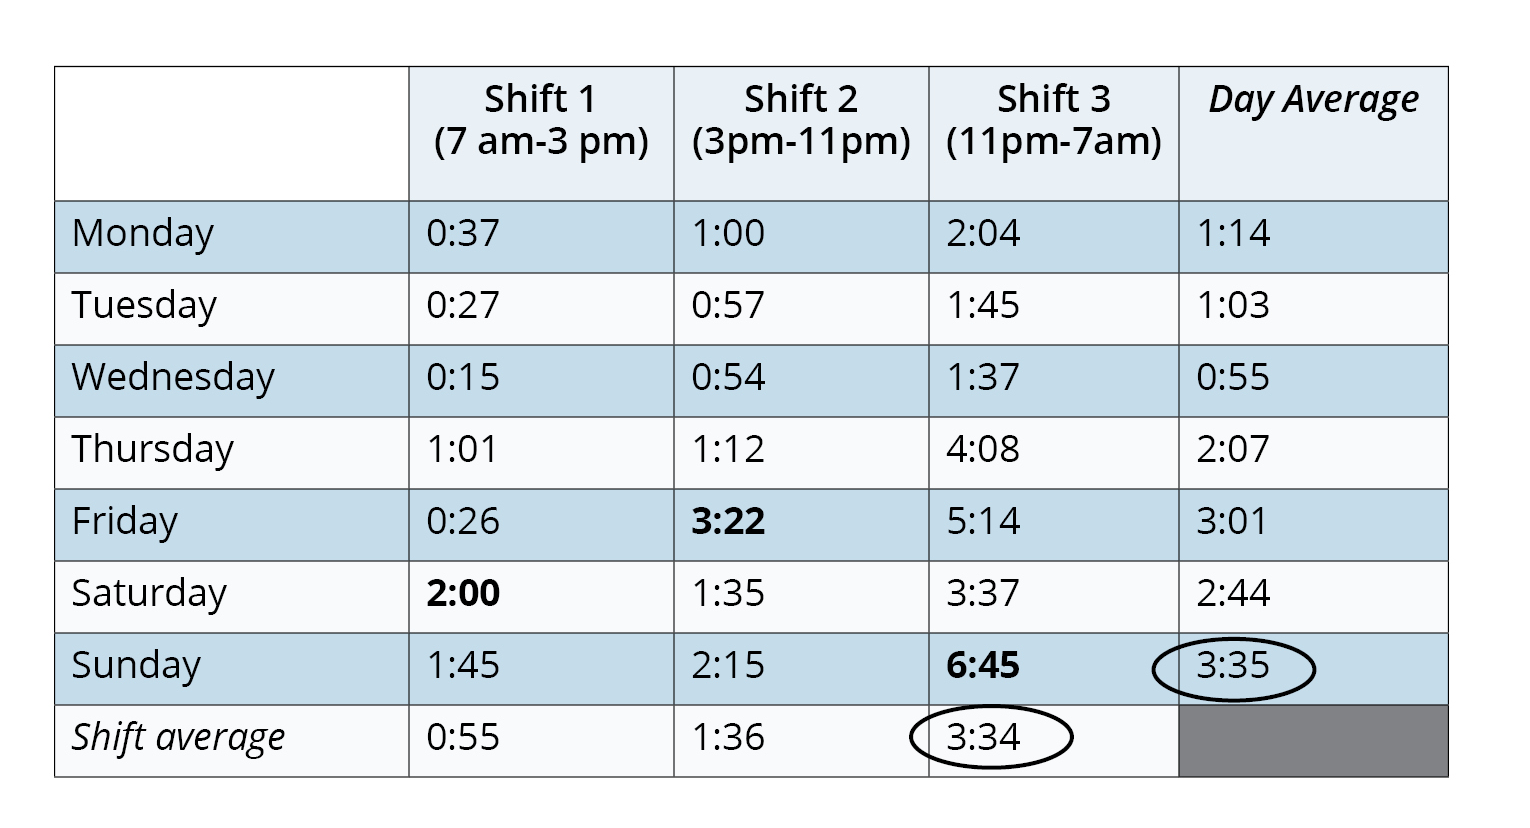 Shift 1 Shift 2 Shift 3 Day Average
(7 am-3 pm) (3pm-11pm) (11pm-7am)
Monday 0:37 1:00 2:04 1:14
Tuesday 0:27 0:57 1:45 1:03
Wednesday 0:15 0:54 1:37 0:55
Thursday 1:01 1:12 4:08 2:07
Friday 0:26 3:22 5:14 3:01
Saturday 2:00 1:35 3:37 2:44
Sunday 1:45 2:15 6:45 3:35
Shift average 0:55 1:36 3:34